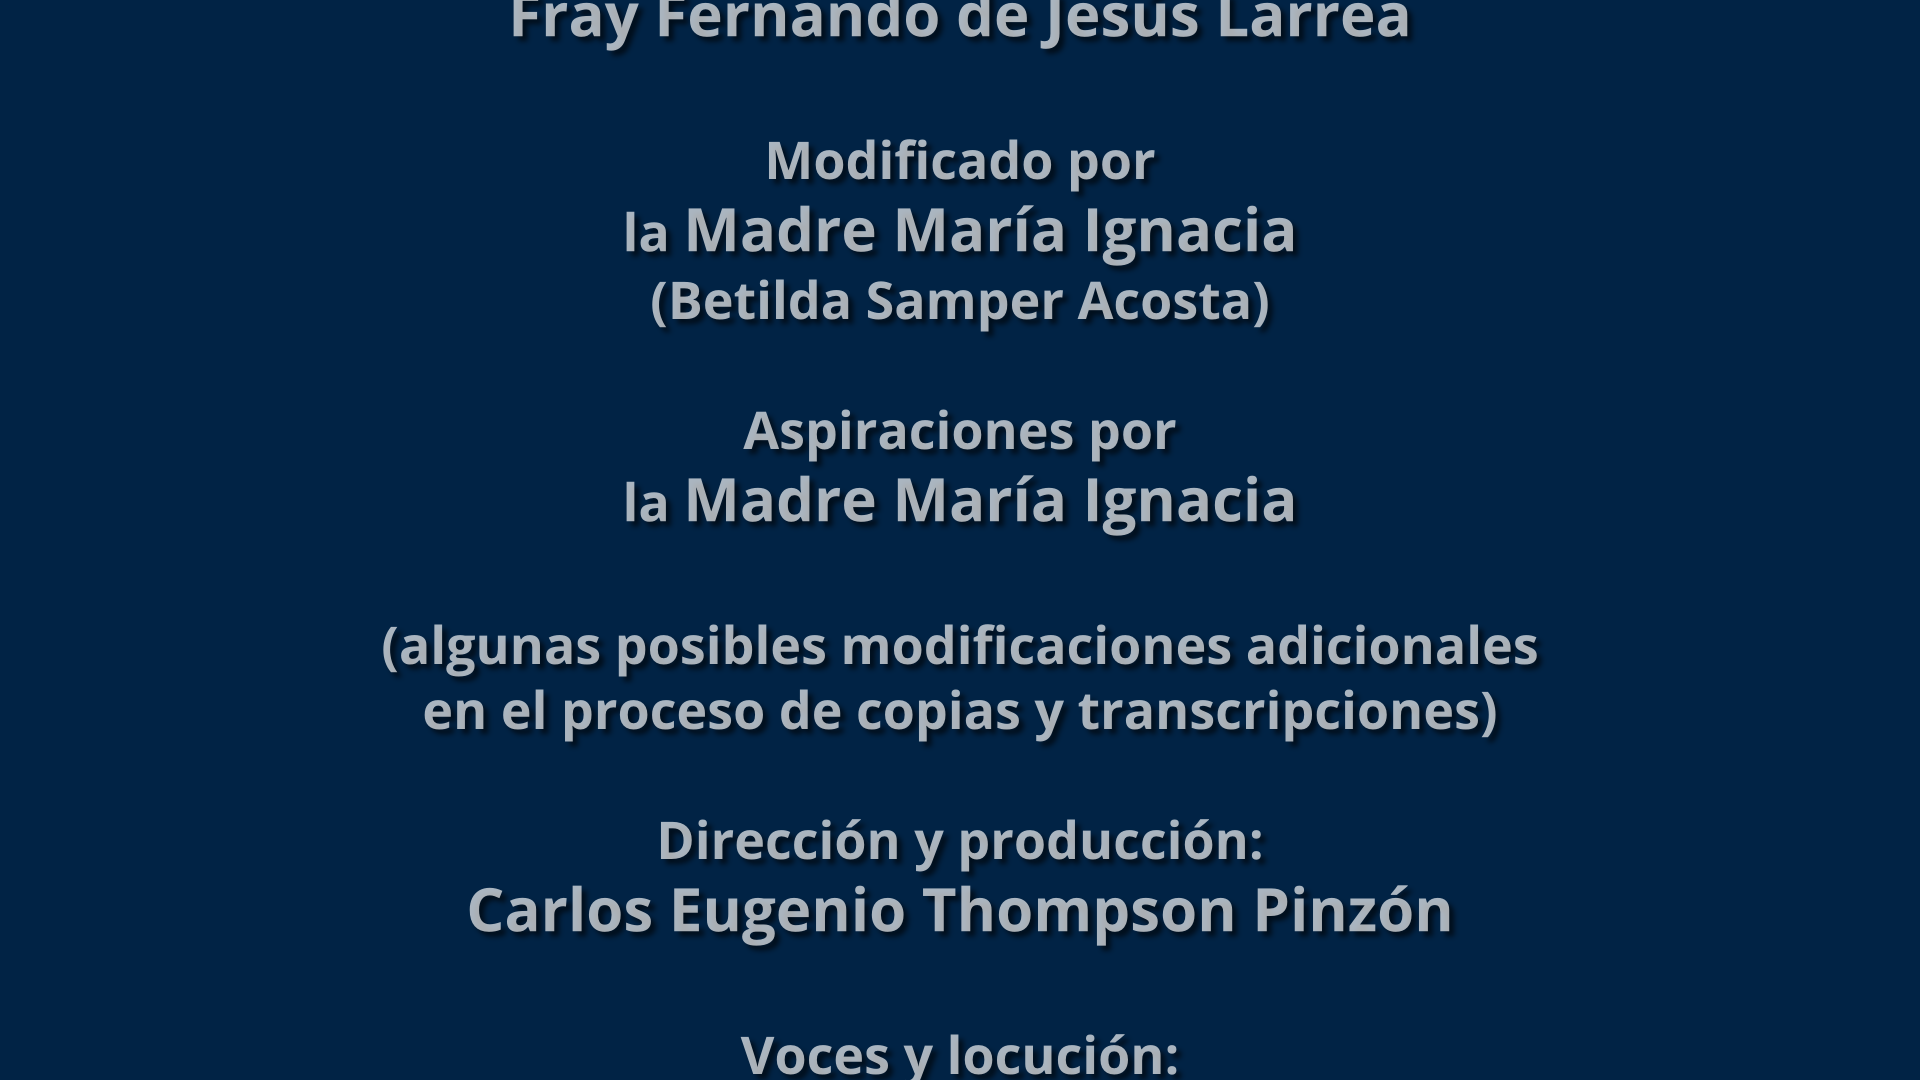 Fray Fernando de Jesús Larrea
Modificado por
la Madre María Ignacia
(Betilda Samper Acosta)
Aspiraciones por
la Madre María Ignacia
(algunas posibles modificaciones adicionales
en el proceso de copias y transcripciones)
Dirección y producción:
Carlos Eugenio Thompson Pinzón
Voces y locución: